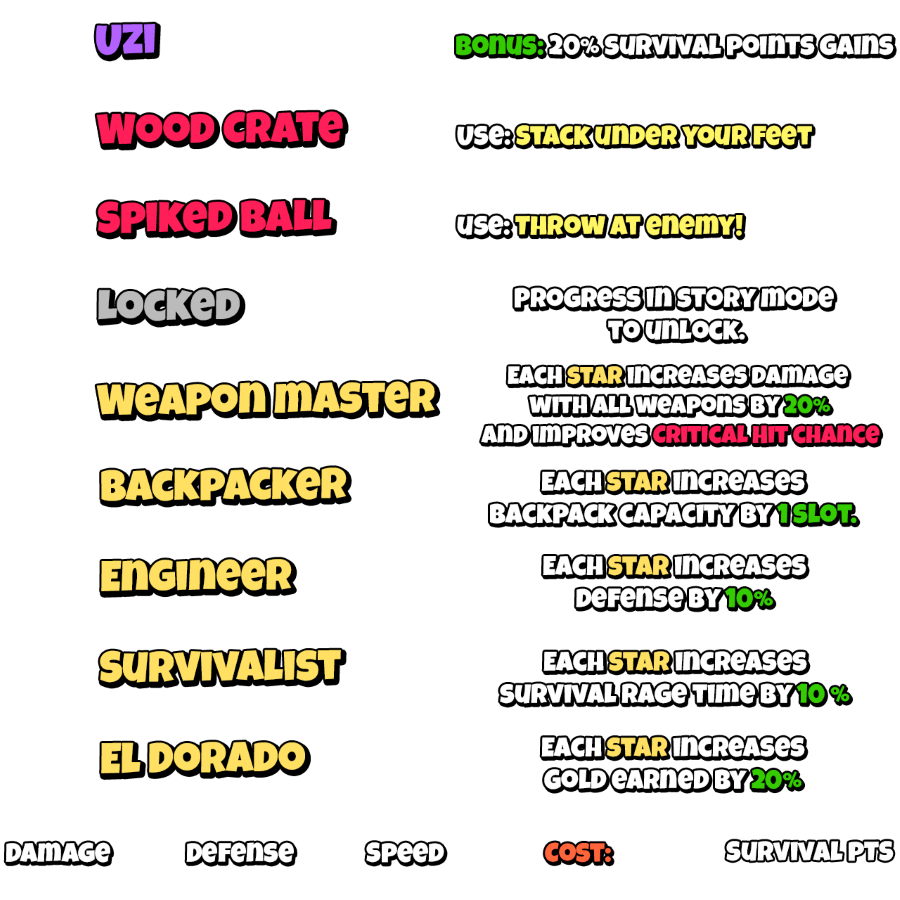 UZI
BONUS: 20% SURVIVAL POINTS GAINS
WOOD CRATE
USE: STACK UNDER YOUR FEET
SPIKED BALL
USE: THROW AT ENEMY!
LOCKED
PROGRESS IN STORY MODE
TO UNLOCK.
WEAPON MASTER
EACH STAR INCREASES DAMAGE
WITH ALL WEAPONS BY 20%
AND IMPROVES CRITICAL HIT CHANCE
BACKPACKER
EACH STAR INCREASES
BACKPACK CAPACITY BY 1 SLOT.
ENGINEER
EACH STAR INCREASES
DEFENSE BY 10%
SURVIVALIST
EACH STAR INCREASES
SURVIVAL RAGE TIME BY 10 %
EL DORADO
EACH STAR INCREASES
GOLD EARNED BY 20%
DAMAGE DEFENSE SPEED COST: SURVIVAL PTS